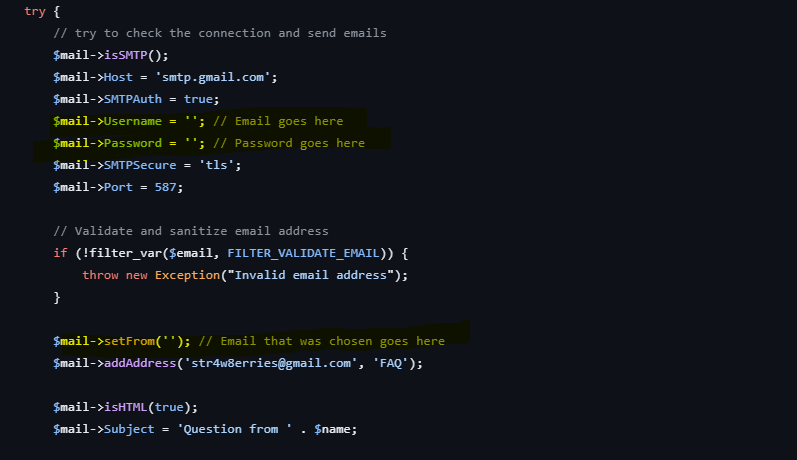 try {
// try to check the connection and send emails
$mail->isSMTP();
$mail->Host = 'smtp.gmail.com';
$mail->SMTPAuth = true;
$mail->Username = ''; // Email goes here
$mail->Password = ''; // Password goes here
$mail->SMTPSecure = 'tls';
$mail->Port = 587;
// Validate and sanitize email address
if (!filter_var($email, FILTER_VALIDATE_EMAIL)) {
throw new Exception("Invalid email address");
}
$mail->setFrom(''); // Email that was chosen goes here
$mail->addAddress('str4w8erries@gmail.com', 'FAQ');
$mail->isHTML(true);
$mail->Subject = 'Question from ' . $name;